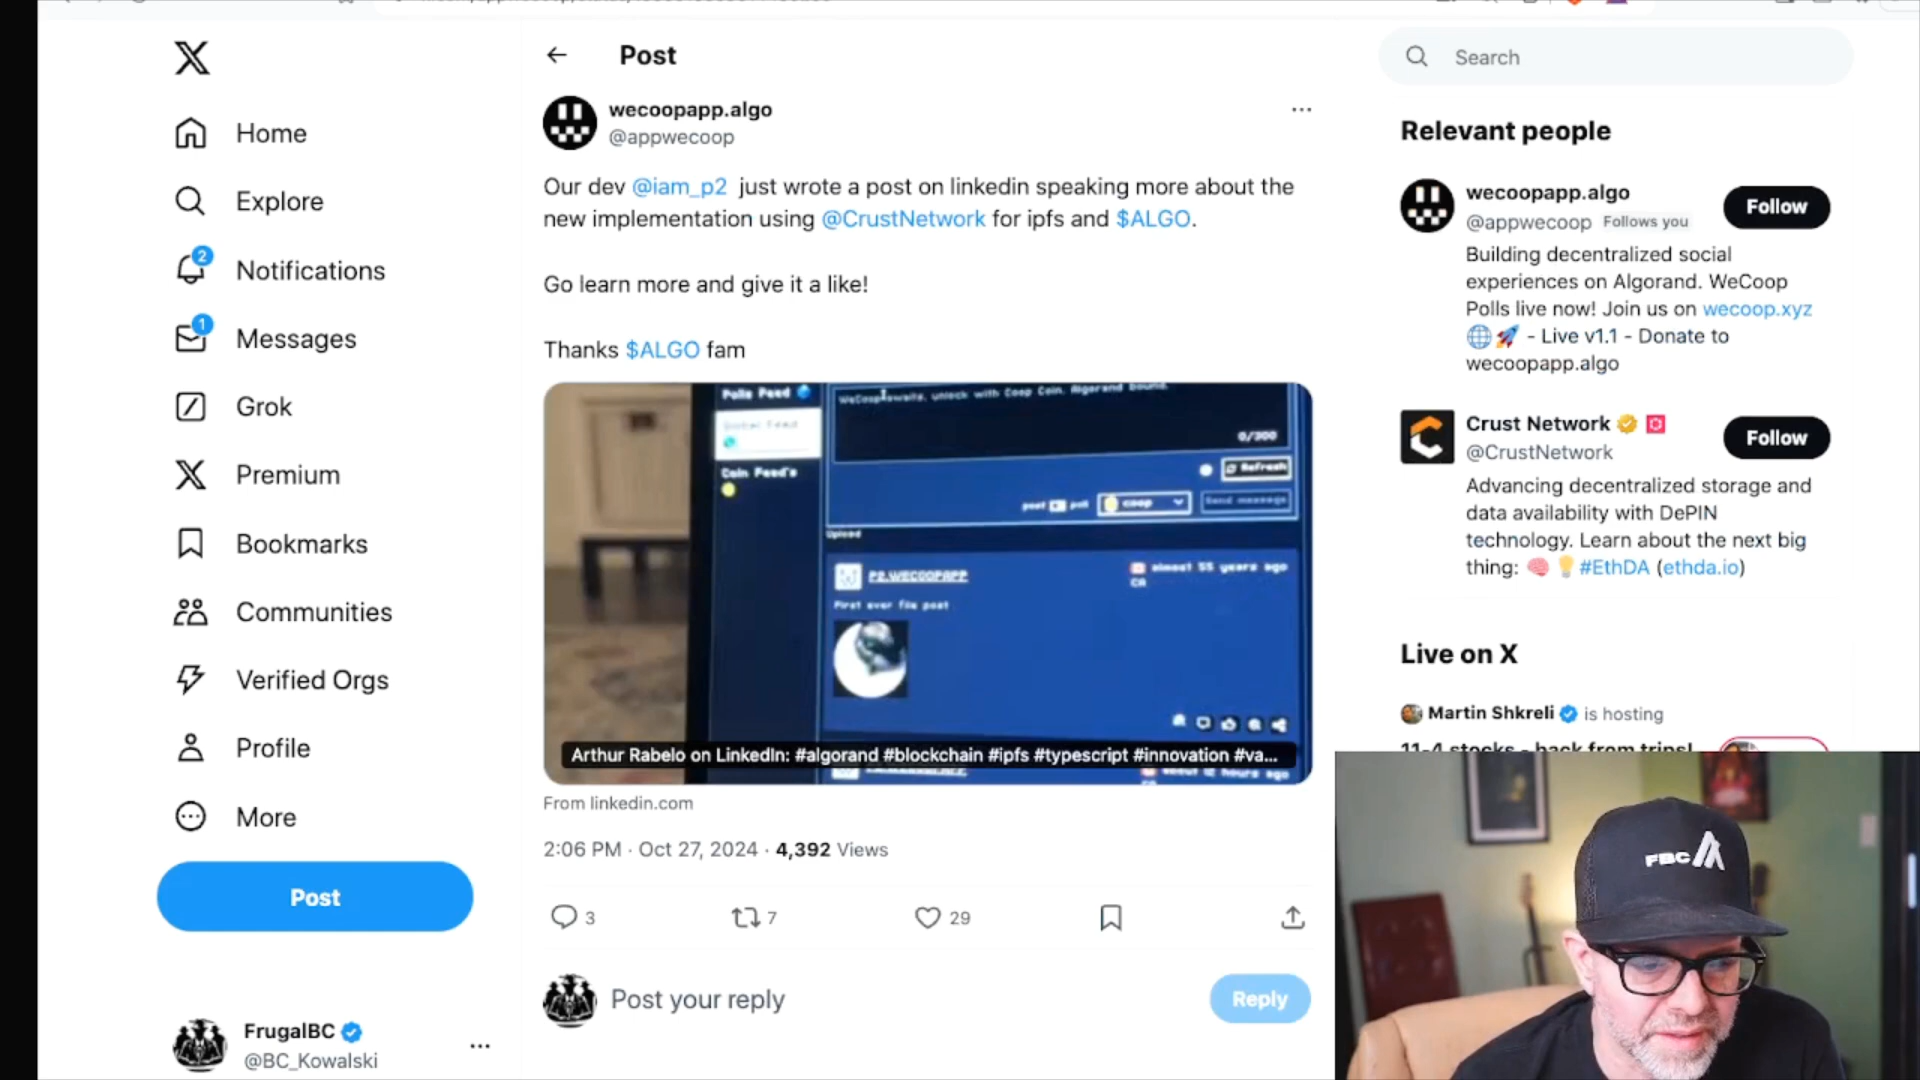 Post
Search
wecoopapp.algo
@appwecoop
Our dev @iam_p2 just wrote a post on linkedin speaking more about the
new implementation using @CrustNetwork for ipfs and $ALGO.
Go learn more and give it a like!
Thanks $ALGO fam
Polls Feed
Global Feed
Coin Feed's
WeCoop awaits, unlock with Coop Coin. Algorand bound.
0/300
Refresh
post poll coop Send message
Upload
P2.WECOOPAPP
almost 55 years ago
CA
First ever file post
Arthur Rabelo on LinkedIn: #algorand #blockchain #ipfs #typescript #innovation #va...
From linkedin.com
2:06 PM · Oct 27, 2024 · 4,392 Views
3
7
29
Post your reply
Reply
Home
Explore
2
Notifications
1
Messages
Grok
Premium
Bookmarks
Communities
Verified Orgs
Profile
More
Post
FrugalBC
@BC_Kowalski
Relevant people
wecoopapp.algo
@appwecoop Follows you
Follow
Building decentralized social
experiences on Algorand. WeCoop
Polls live now! Join us on wecoop.xyz
🌐🚀 - Live v1.1 - Donate to
wecoopapp.algo
Crust Network
@CrustNetwork
Follow
Advancing decentralized storage and
data availability with DePIN
technology. Learn about the next big
thing: 🧠 💡 #EthDA (ethda.io)
Live on X
Martin Shkreli is hosting
11-4 stocks - back from trips!
FBC